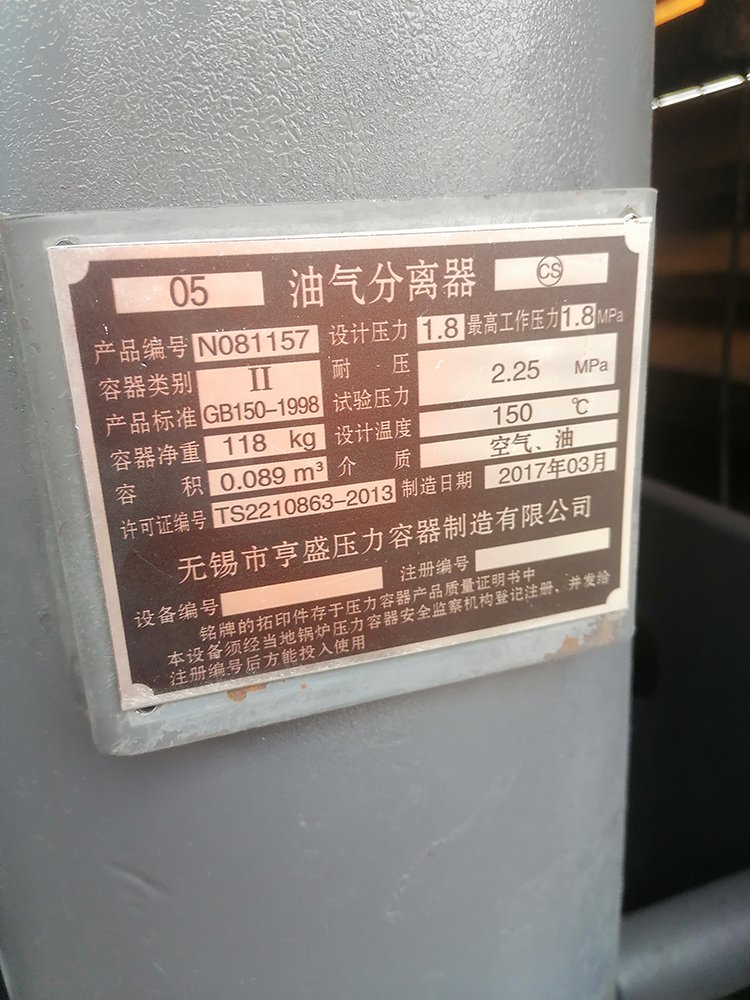 05 油气分离器 CS
产品编号 N081157 设计压力 1.8 最高工作压力 1.8 MPa
容器类别 II 耐压试验压力 2.25 MPa
产品标准 GB150-1998
容器净重 118 kg 设计温度 150 ℃
容积 0.089 m³ 介质 空气、油
许可证编号 TS2210863-2013 制造日期 2017年03月
无锡市亨盛压力容器制造有限公司
设备编号 注册编号
铭牌的拓印件存于压力容器产品质量证明书中
本设备须经当地锅炉压力容器安全监察机构登记注册、并发给
注册编号后方能投入使用